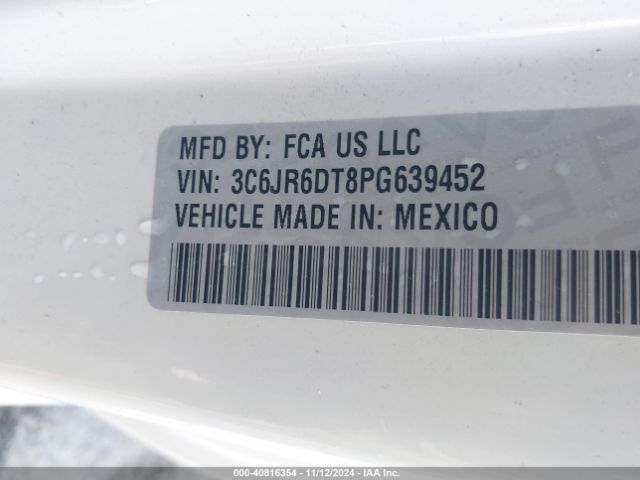 MFD BY: FCA US LLC
VIN: 3C6JR6DT8PG639452
VEHICLE MADE IN: MEXICO
000-40816354 - 11/12/2024 - IAA Inc.